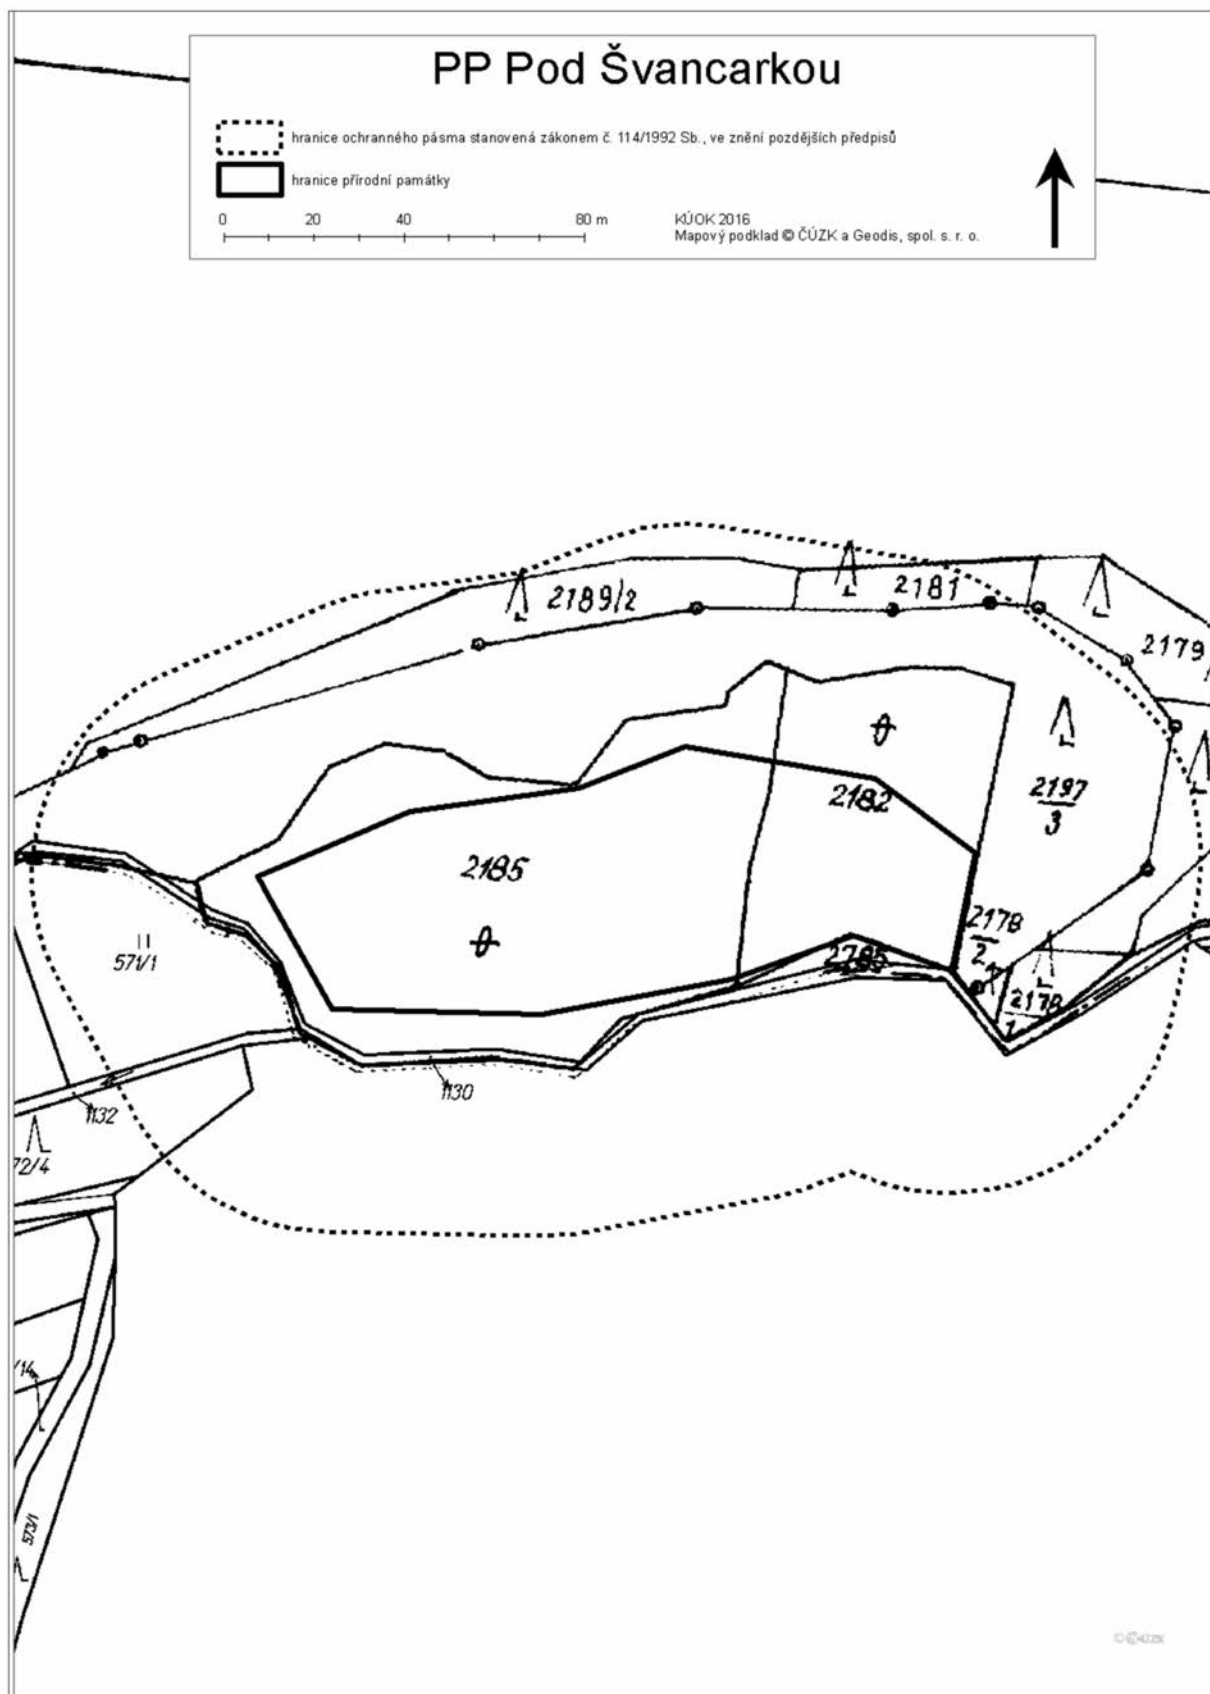 PP Pod Švancarkou
hranice ochranného pásma stanovená zákonem č. 114/1992 Sb., ve znění pozdějších předpisů
hranice přírodní památky
0 20 40 80 m
KÚOK 2016
Mapový podklad © ČÚZK a Geodis, spol. s. r. o.
2189/2
2181
2179
2197
3
2182
2185
2178
2
571/1
2178
1
1130
1132
72/4
/14
573/1
© ČÚZK